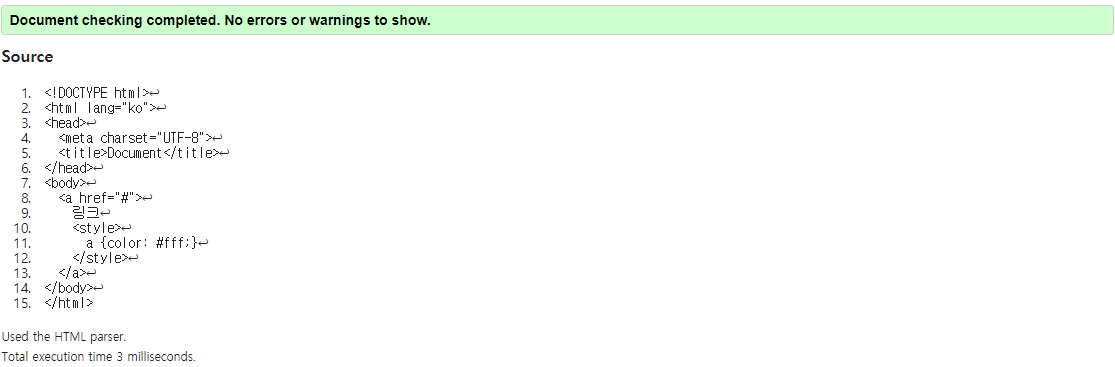 Document checking completed. No errors or warnings to show.
Source
1. <!DOCTYPE html>↩
2. <html lang="ko">↩
3. <head>↩
4.   <meta charset="UTF-8">↩
5.   <title>Document</title>↩
6. </head>↩
7. <body>↩
8.   <a href="#">↩
9.     링크↩
10.     <style>↩
11.       a {color: #fff;}↩
12.     </style>↩
13.   </a>↩
14. </body>↩
15. </html>
Used the HTML parser.
Total execution time 3 milliseconds.